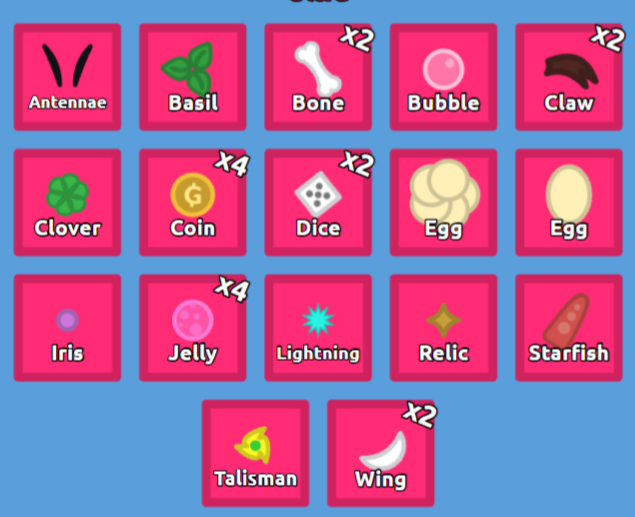 x2
x2
Antennae Basil Bone Bubble Claw
x4
x2
Clover Coin Dice Egg Egg
x4
Iris Jelly Lightning Relic Starfish
x2
Talisman Wing